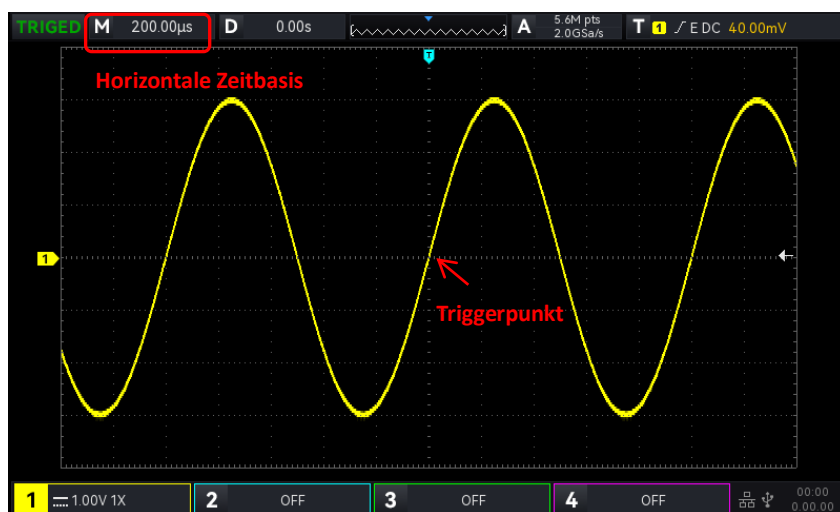 TRIGED M 200.00µs D 0.00s A 5.6M pts 2.0GSa/s T 1 E DC 40.00mV
Horizontale Zeitbasis
T
1
Triggerpunkt
1 1.00V 1X 2 OFF 3 OFF 4 OFF 00:00 0.00.00